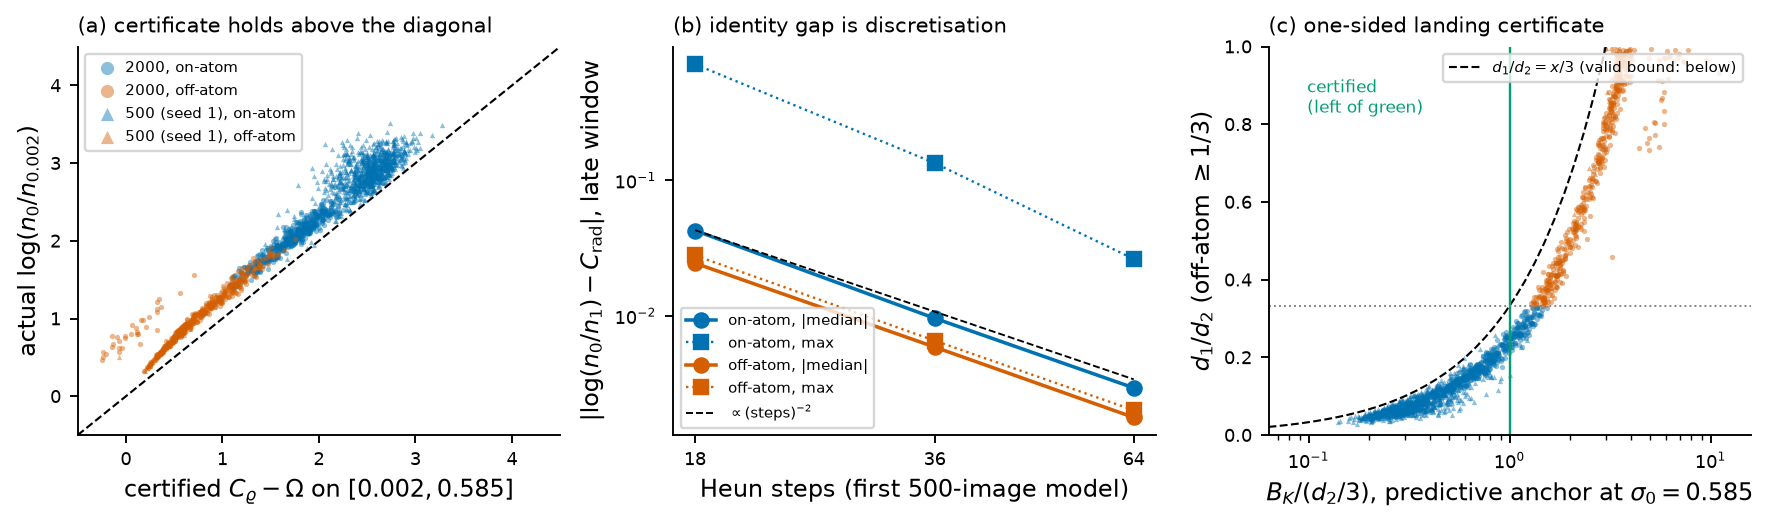 (a) certificate holds above the diagonal
2000, on-atom
2000, off-atom
500 (seed 1), on-atom
500 (seed 1), off-atom
actual log(n₀/n₀.₀₀₂)
4
3
2
1
0
0
1
2
3
4
certified C_ϱ − Ω on [0.002, 0.585]
(b) identity gap is discretisation
|log(n₀/n₁) − C_rad|, late window
10⁻¹
10⁻²
on-atom, |median|
on-atom, max
off-atom, |median|
off-atom, max
∝ (steps)⁻²
18
36
64
Heun steps (first 500-image model)
(c) one-sided landing certificate
d₁/d₂ = x/3 (valid bound: below)
certified
(left of green)
d₁/d₂ (off-atom ≥ 1/3)
1.0
0.8
0.6
0.4
0.2
0.0
10⁻¹
10⁰
10¹
B_K/(d₂/3), predictive anchor at σ₀ = 0.585